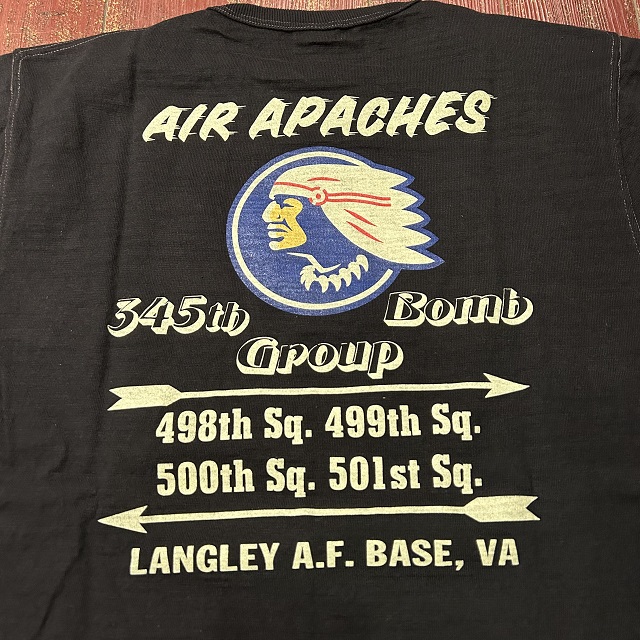 AIR APACHES
345th Bomb
Group
498th Sq. 499th Sq.
500th Sq. 501st Sq.
LANGLEY A.F. BASE, VA